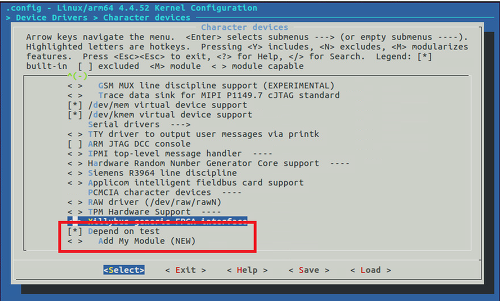 .config - Linux/arm64 4.4.52 Kernel Configuration
> Device Drivers > Character devices
Character devices
Arrow keys navigate the menu. <Enter> selects submenus ---> (or empty submenus ----).
Highlighted letters are hotkeys. Pressing <Y> includes, <N> excludes, <M> modularizes
features. Press <Esc><Esc> to exit, <?> for Help, </> for Search. Legend: [*]
built-in [ ] excluded <M> module < > module capable
^(-)
< > GSM MUX line discipline support (EXPERIMENTAL)
< > Trace data sink for MIPI P1149.7 cJTAG standard
[*] /dev/mem virtual device support
[*] /dev/kmem virtual device support
Serial drivers --->
< > TTY driver to output user messages via printk
[ ] ARM JTAG DCC console
< > IPMI top-level message handler ----
< > Hardware Random Number Generator Core support ----
< > Siemens R3964 line discipline
< > Applicom intelligent fieldbus card support
PCMCIA character devices ----
< > RAW driver (/dev/raw/rawN)
< > TPM Hardware Support ----
< > Xillybus generic FPGA interface
[*] Depend on test
< > Add My Module (NEW)
<Select> < Exit > < Help > < Save > < Load >